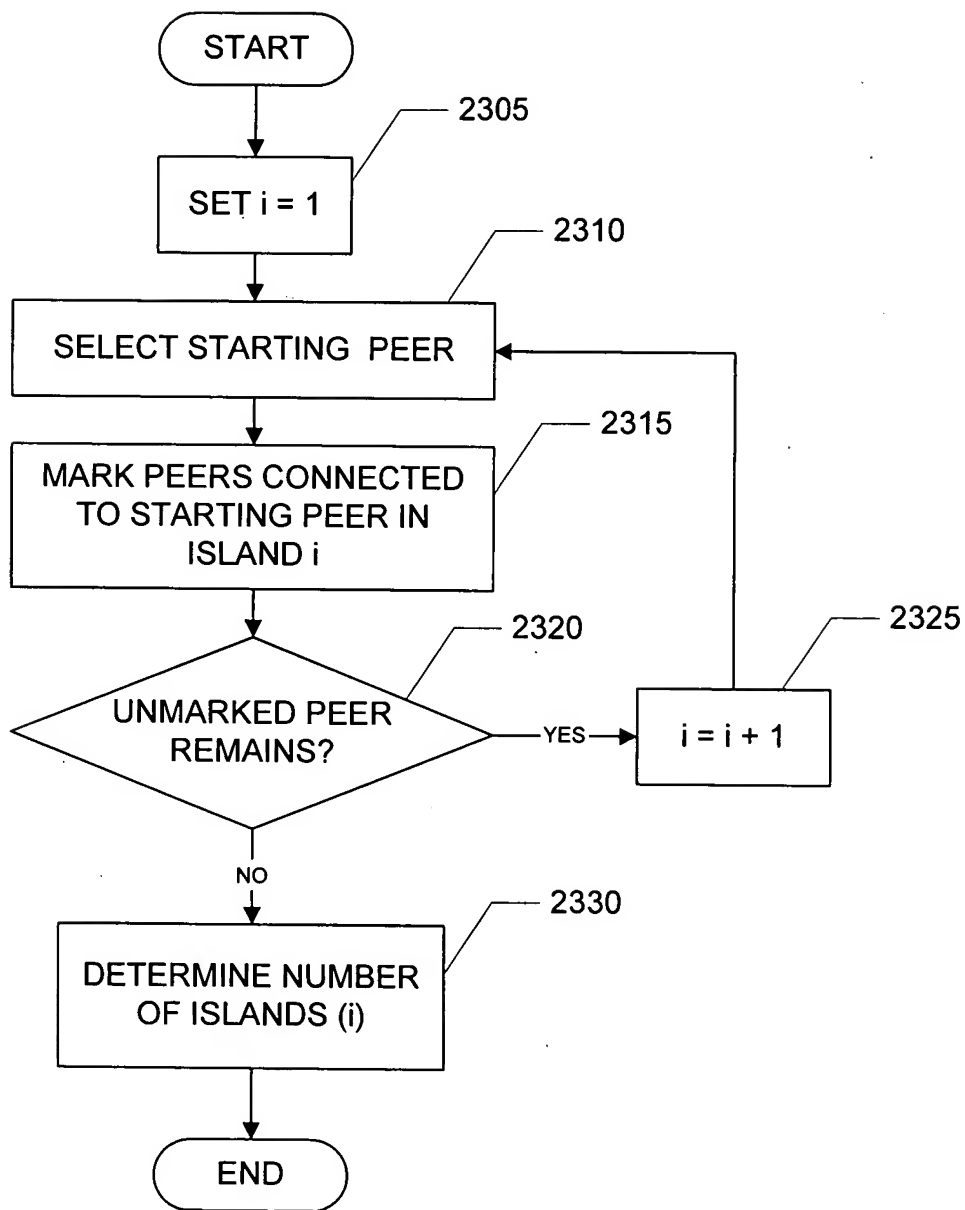 START
2305
SET i = 1
2310
SELECT STARTING PEER
2315
MARK PEERS CONNECTED
TO STARTING PEER IN
ISLAND i
2320
UNMARKED PEER
REMAINS?
YES
2325
i = i + 1
NO
2330
DETERMINE NUMBER
OF ISLANDS (i)
END